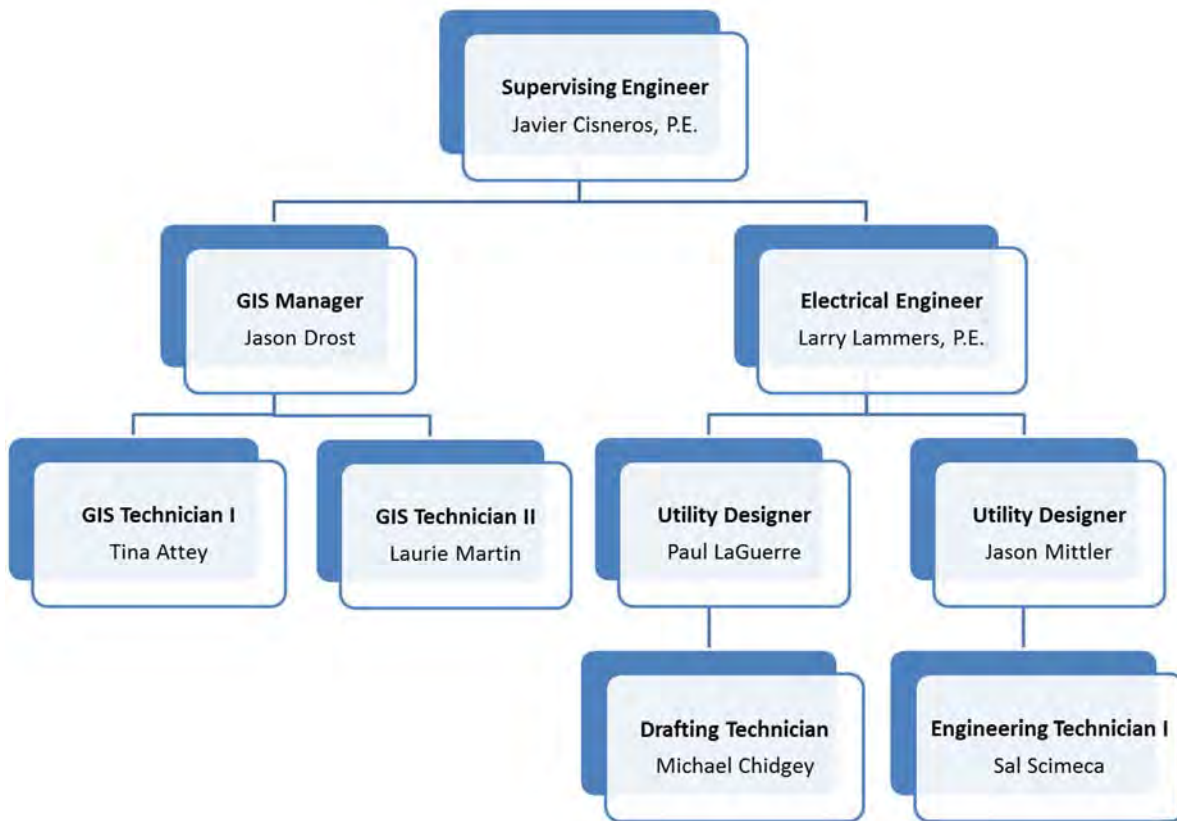 Supervising Engineer
Javier Cisneros, P.E.
GIS Manager
Jason Drost
Electrical Engineer
Larry Lammers, P.E.
GIS Technician I
Tina Attey
GIS Technician II
Laurie Martin
Utility Designer
Paul LaGuerre
Utility Designer
Jason Mittler
Drafting Technician
Michael Chidgey
Engineering Technician I
Sal Scimeca